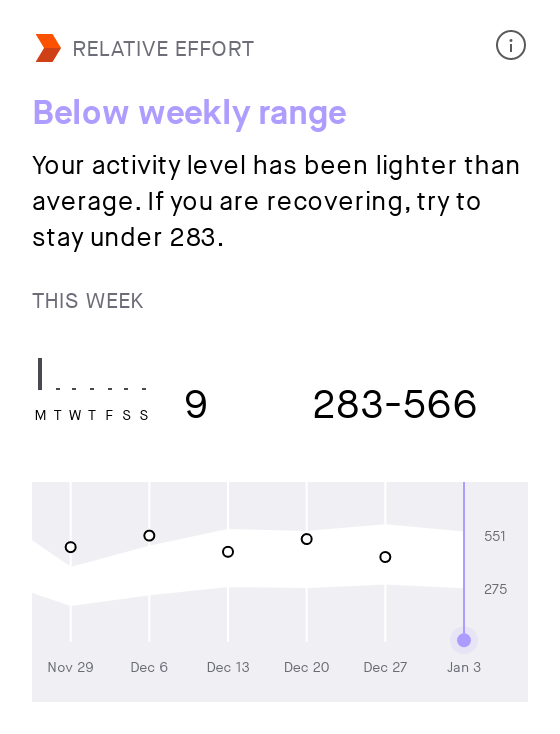 RELATIVE EFFORT
Below weekly range
Your activity level has been lighter than
average. If you are recovering, try to
stay under 283.
THIS WEEK
M T W T F S S
9
283-566
551
275
Nov 29 Dec 6 Dec 13 Dec 20 Dec 27 Jan 3